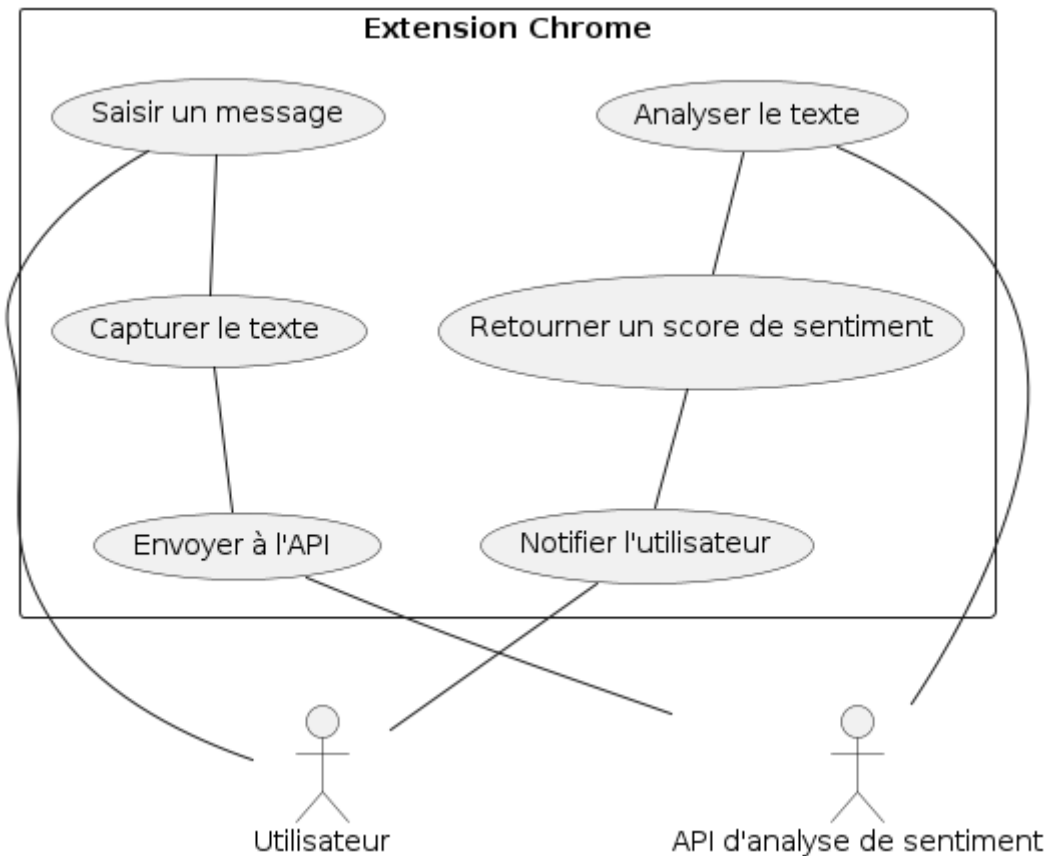 Extension Chrome
Saisir un message
Analyser le texte
Capturer le texte
Retourner un score de sentiment
Envoyer à l'API
Notifier l'utilisateur
Utilisateur
API d'analyse de sentiment